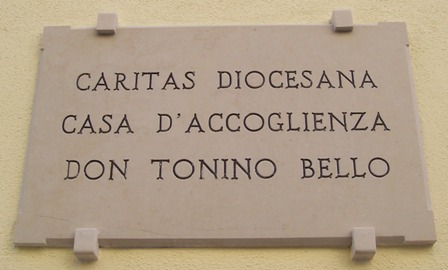 CARITAS DIOCESANA
CASA D'ACCOGLIENZA
DON TONINO BELLO